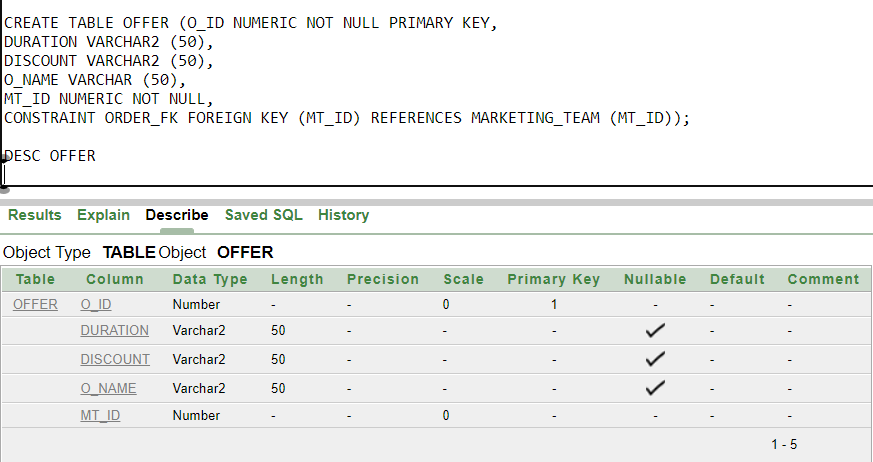 CREATE TABLE OFFER (O_ID NUMERIC NOT NULL PRIMARY KEY,
DURATION VARCHAR2 (50),
DISCOUNT VARCHAR2 (50),
O_NAME VARCHAR (50),
MT_ID NUMERIC NOT NULL,
CONSTRAINT ORDER_FK FOREIGN KEY (MT_ID) REFERENCES MARKETING_TEAM (MT_ID));
DESC OFFER
Results Explain Describe Saved SQL History
Object Type TABLE Object OFFER
Table Column Data Type Length Precision Scale Primary Key Nullable Default Comment
OFFER O_ID Number - - 0 1 - - -
DURATION Varchar2 50 - - - ✓ - -
DISCOUNT Varchar2 50 - - - ✓ - -
O_NAME Varchar2 50 - - - ✓ - -
MT_ID Number - - 0 - - - -
1 - 5